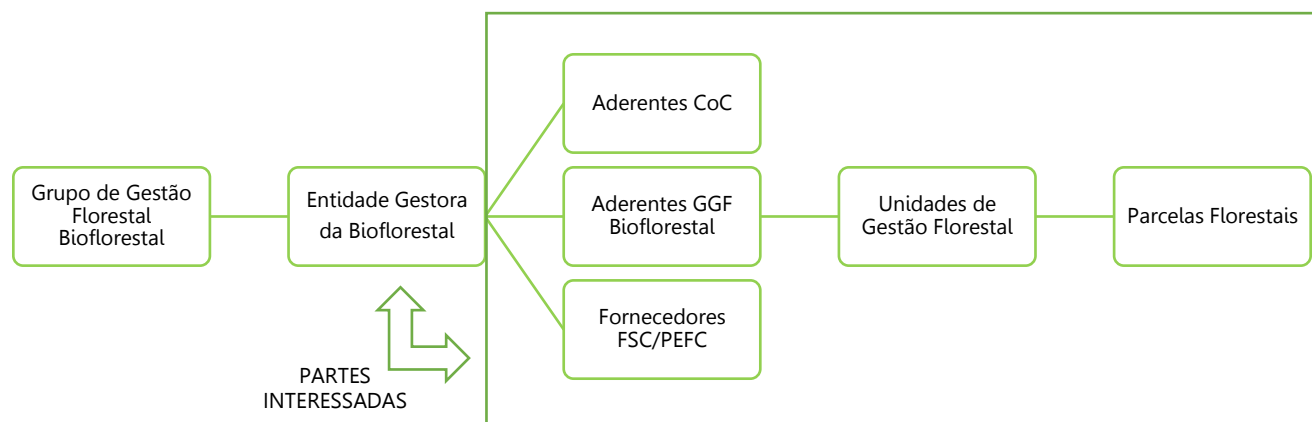 Grupo de Gestão
Florestal
Bioflorestal
Entidade Gestora
da Bioflorestal
Aderentes CoC
Aderentes GGF
Bioflorestal
Fornecedores
FSC/PEFC
Unidades de
Gestão Florestal
Parcelas Florestais
PARTES
INTERESSADAS